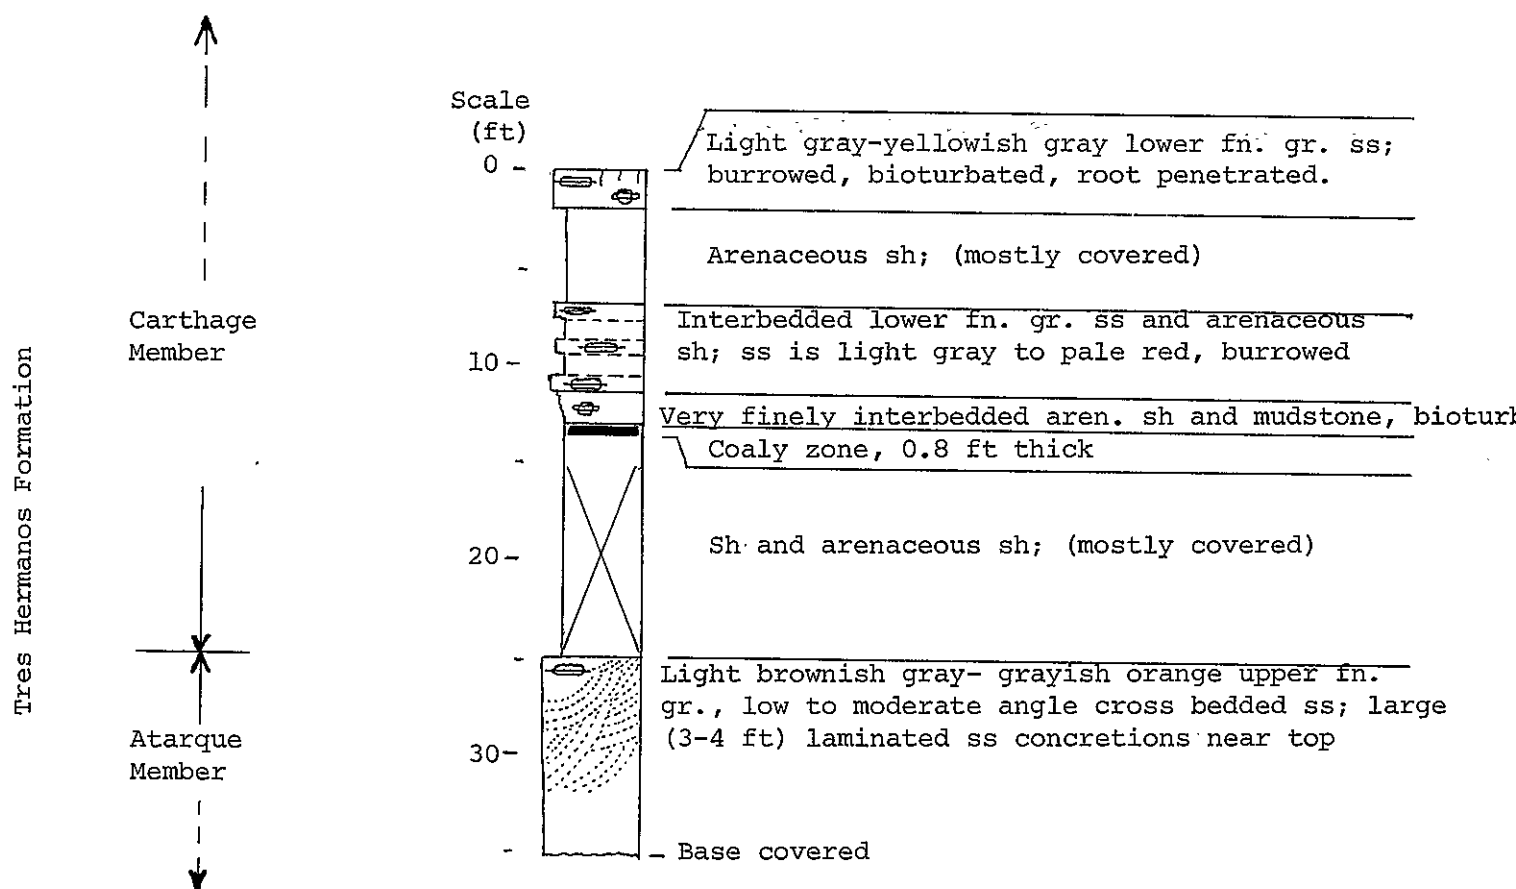 Scale
(ft)
0
Light gray-yellowish gray lower fn. gr. ss;
burrowed, bioturbated, root penetrated.
Arenaceous sh; (mostly covered)
Carthage
Member
Interbedded lower fn. gr. ss and arenaceous
sh; ss is light gray to pale red, burrowed
10
Very finely interbedded aren. sh and mudstone, bioturb
Coaly zone, 0.8 ft thick
Tres Hermanos Formation
Sh and arenaceous sh; (mostly covered)
20
Light brownish gray- grayish orange upper fn.
gr., low to moderate angle cross bedded ss; large
(3-4 ft) laminated ss concretions near top
Atarque
Member
30
Base covered